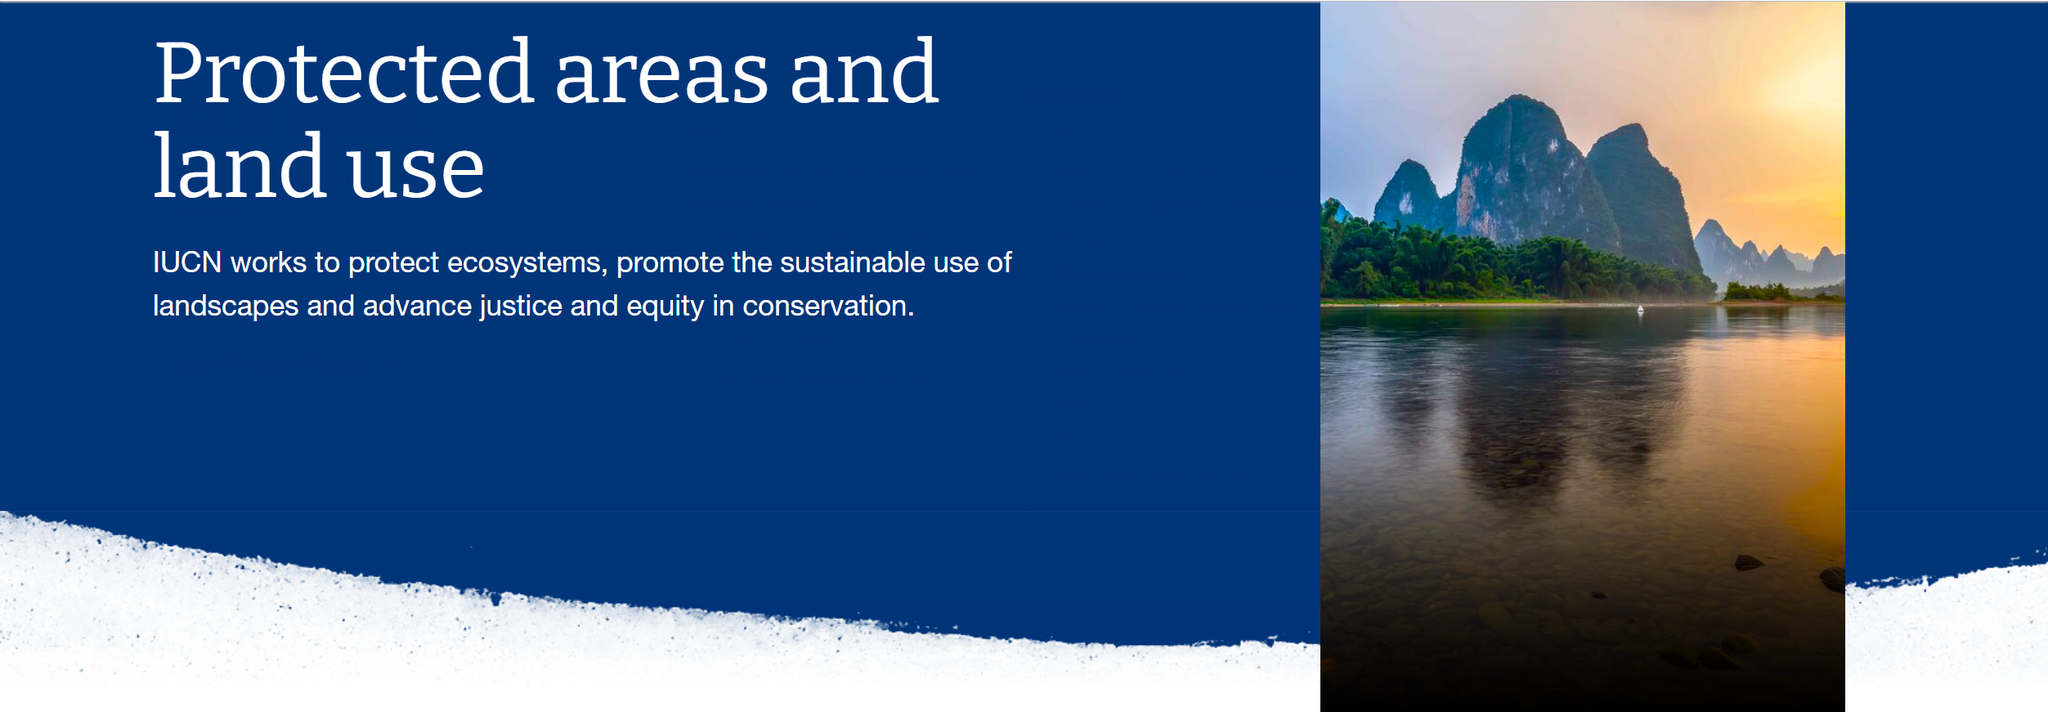 Protected areas and
land use
IUCN works to protect ecosystems, promote the sustainable use of
landscapes and advance justice and equity in conservation.